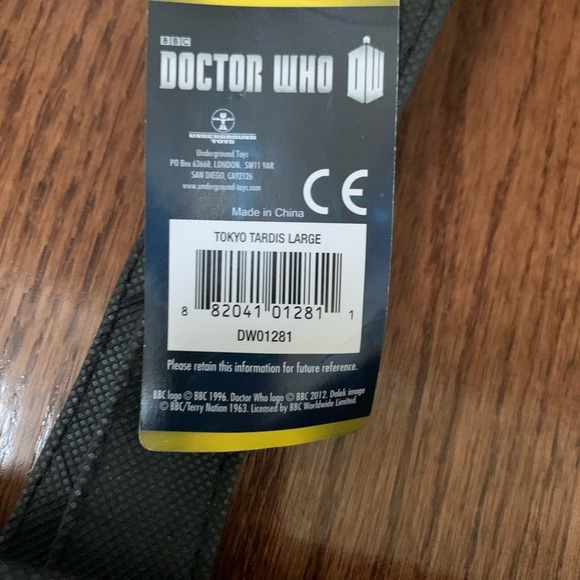 BBC
DOCTOR WHO DW
UNDERGROUND
TOYS
Underground Toys
PO Box 63668, LONDON. SW11 9AR
SAN DIEGO, CA92126
www.underground-toys.com
CE
Made in China
TOKYO TARDIS LARGE
8 82041 01281 1
DW01281
Please retain this information for future reference.
BBC logo © BBC 1996. Doctor Who logo © BBC 2012. Dalek image
© BBC/Terry Nation 1963. Licensed by BBC Worldwide Limited.